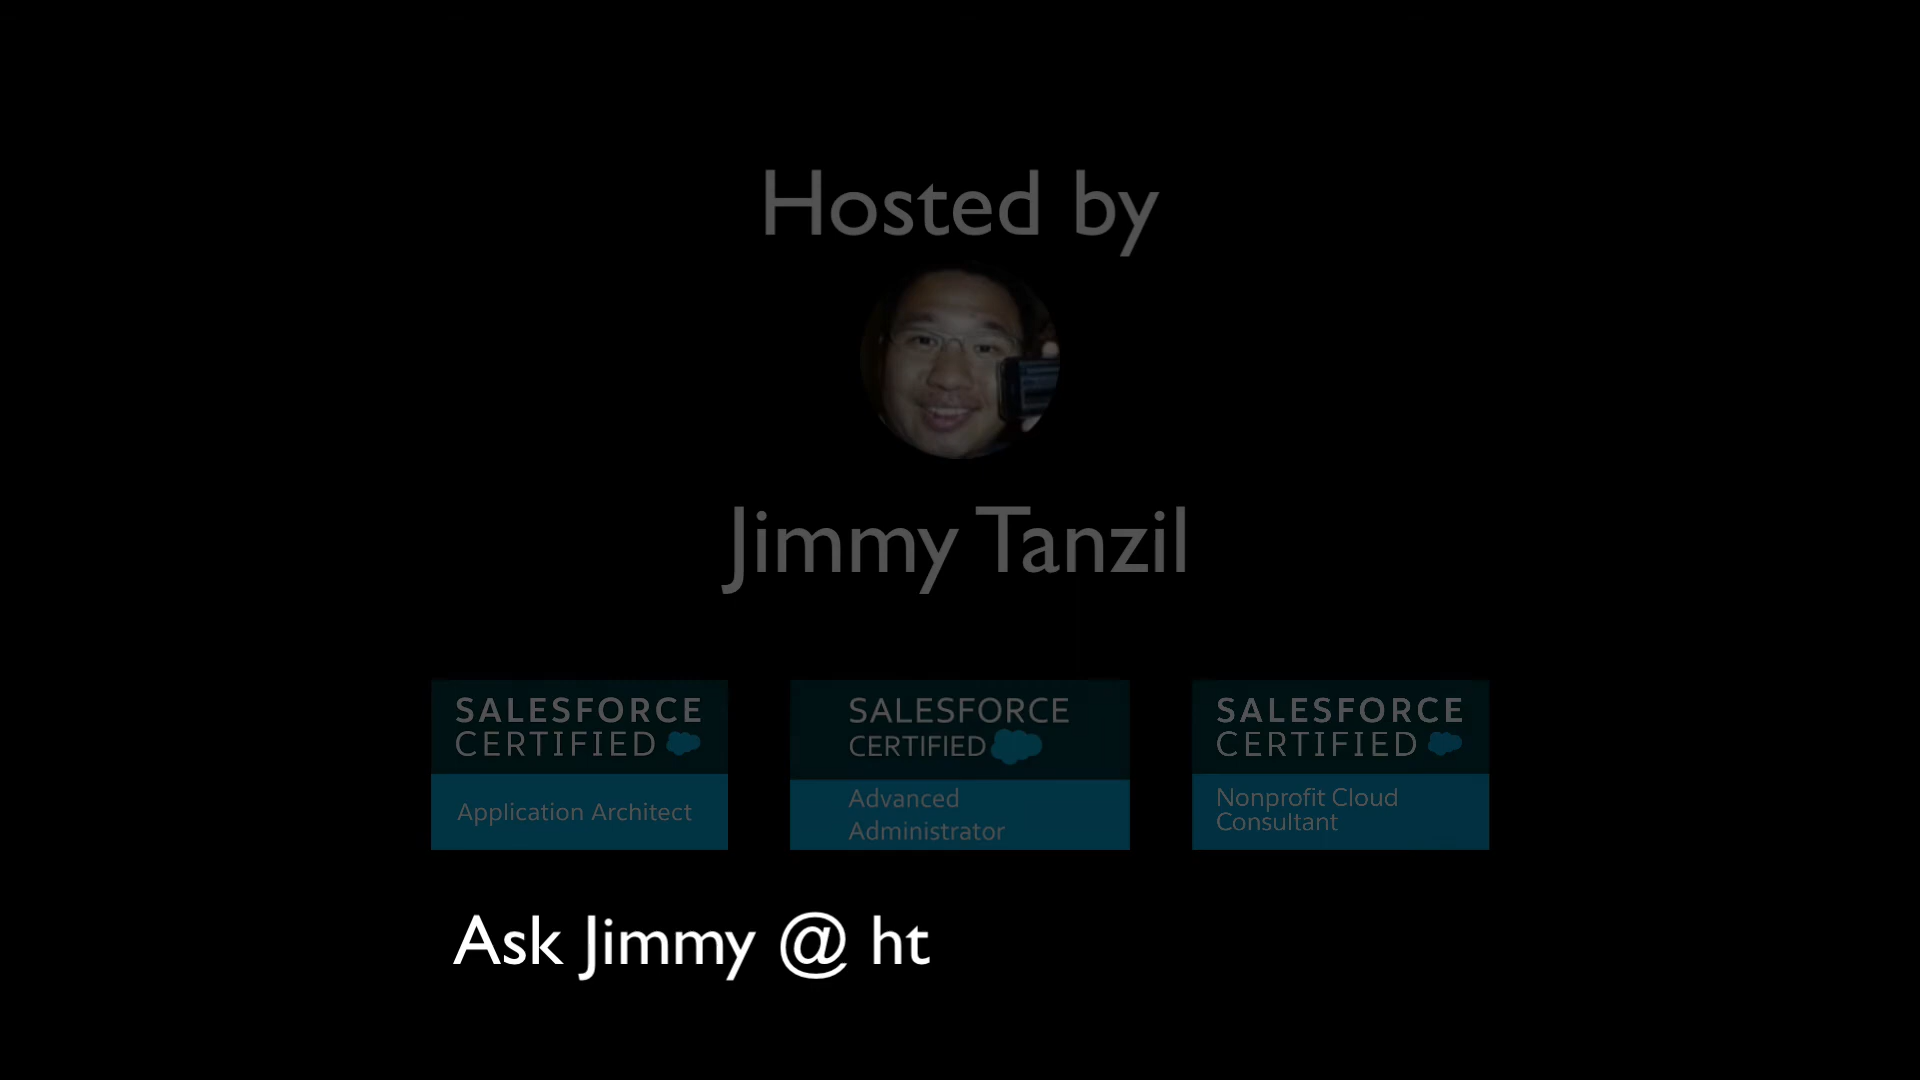 Hosted by
Jimmy Tanzil
SALESFORCE
CERTIFIED
Application Architect
SALESFORCE
CERTIFIED
Advanced
Administrator
SALESFORCE
CERTIFIED
Nonprofit Cloud
Consultant
Ask Jimmy @ ht